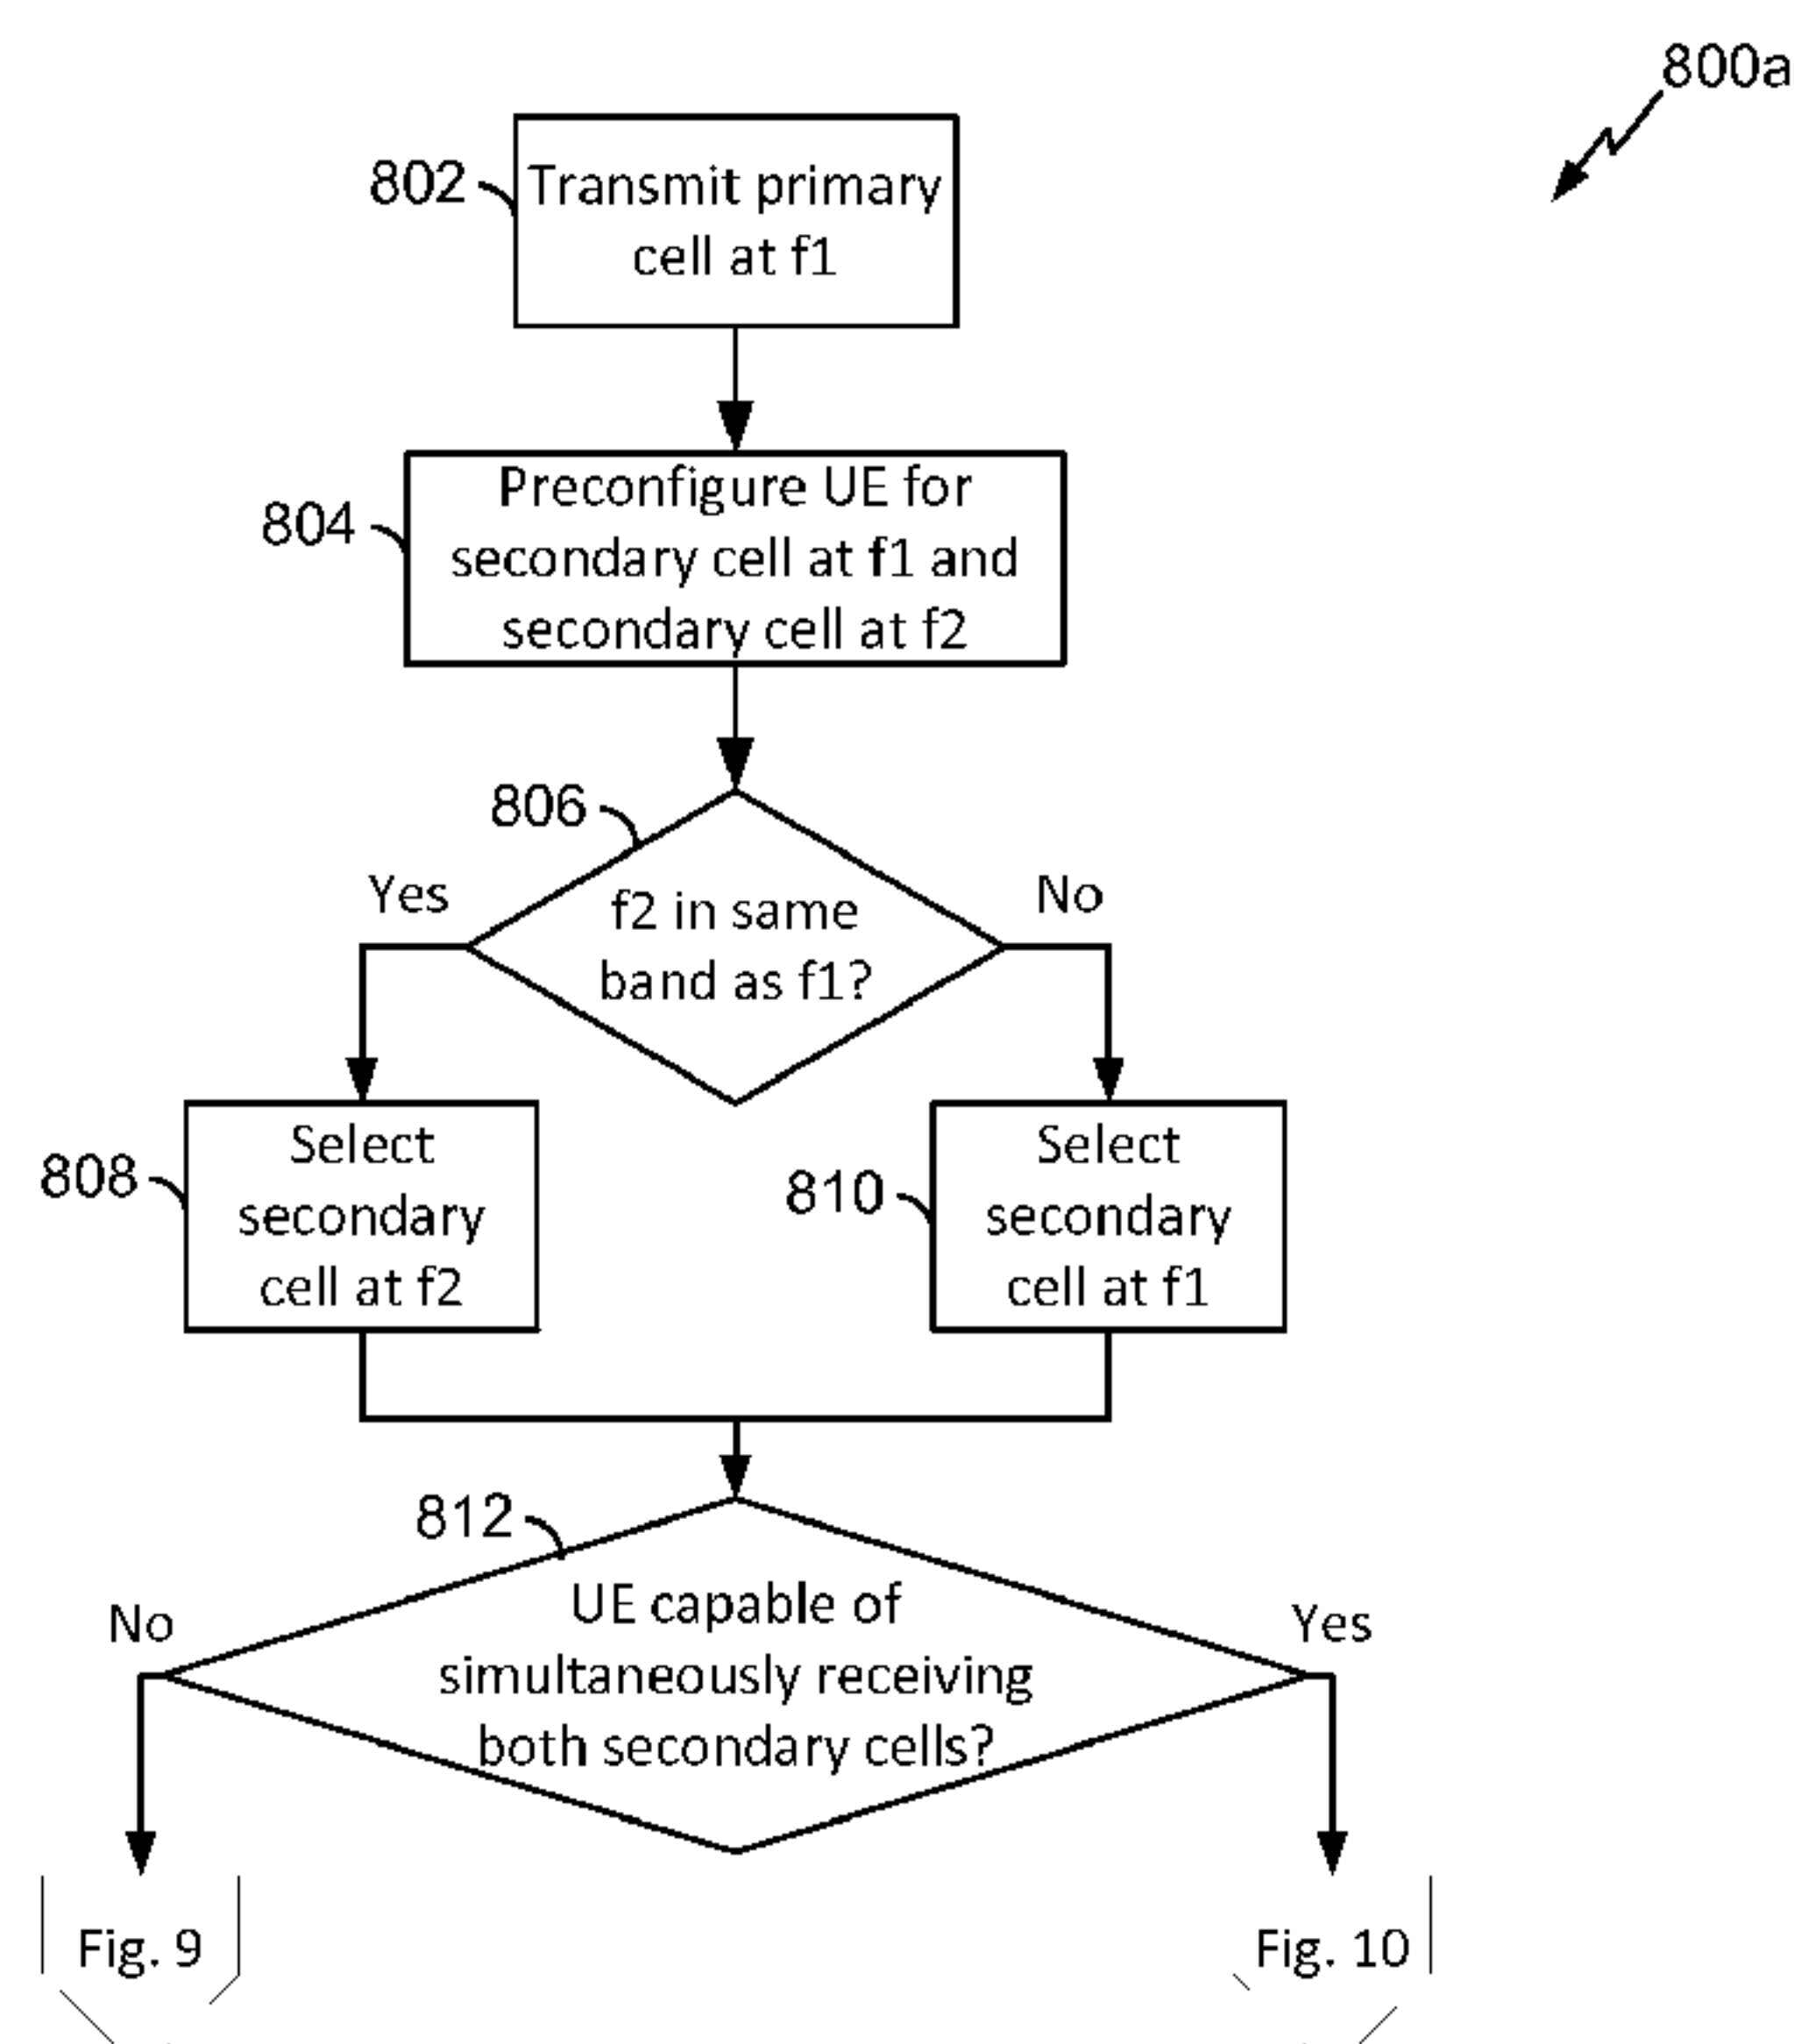 800a
802
Transmit primary
cell at f1
804
Preconfigure UE for
secondary cell at f1 and
secondary cell at f2
806
Yes
No
f2 in same
band as f1?
808
Select
secondary
cell at f2
810
Select
secondary
cell at f1
812
No
Yes
UE capable of
simultaneously receiving
both secondary cells?
Fig. 9
Fig. 10